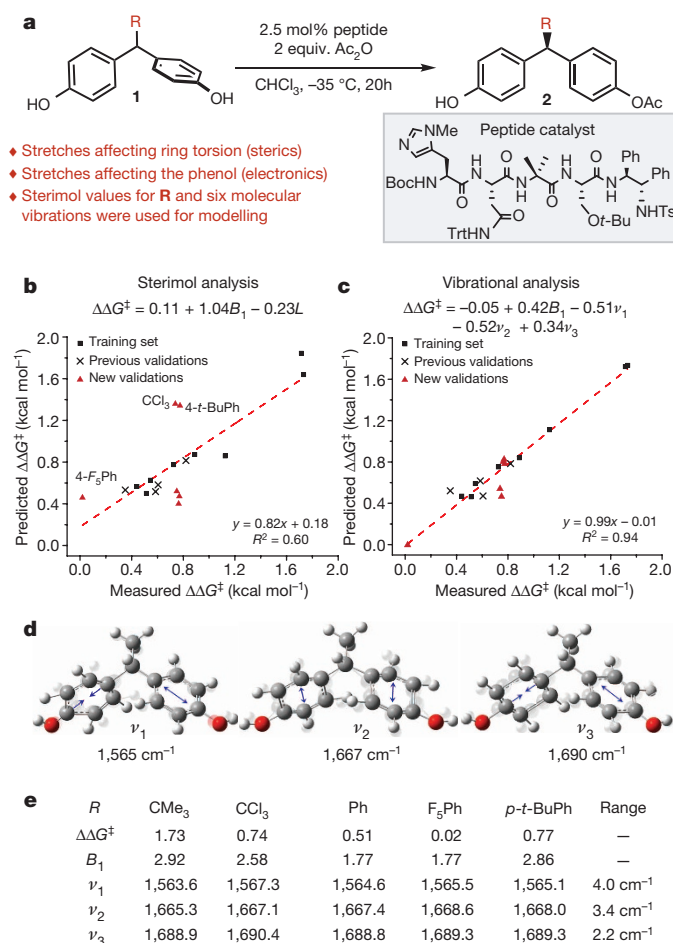 a
R
HO
1
OH
2.5 mol% peptide
2 equiv. Ac₂O
CHCl₃, –35 °C, 20h
R
HO
2
OAc
♦ Stretches affecting ring torsion (sterics)
♦ Stretches affecting the phenol (electronics)
♦ Sterimol values for R and six molecular
vibrations were used for modelling
Peptide catalyst
N
NMe
BocHN
O
H
N
O
TrtHN
O
H
N
O
H
N
Ot-Bu
O
H
N
Ph
Ph
NHTs
b
Sterimol analysis
ΔΔG‡ = 0.11 + 1.04B₁ – 0.23L
Predicted ΔΔG‡ (kcal mol⁻¹)
2.0
1.6
1.2
0.8
0.4
0.0
■ Training set
× Previous validations
▲ New validations
CCl₃
4-t-BuPh
4-F₅Ph
y = 0.82x + 0.18
R² = 0.60
0.0 0.4 0.8 1.2 1.6 2.0
Measured ΔΔG‡ (kcal mol⁻¹)
c
Vibrational analysis
ΔΔG‡ = –0.05 + 0.42B₁ – 0.51ν₁
– 0.52ν₂ + 0.34ν₃
Predicted ΔΔG‡ (kcal mol⁻¹)
2.0
1.6
1.2
0.8
0.4
0.0
■ Training set
× Previous validations
▲ New validations
y = 0.99x – 0.01
R² = 0.94
0.0 0.4 0.8 1.2 1.6 2.0
Measured ΔΔG‡ (kcal mol⁻¹)
d
ν₁
1,565 cm⁻¹
ν₂
1,667 cm⁻¹
ν₃
1,690 cm⁻¹
e
R CMe₃ CCl₃ Ph F₅Ph p-t-BuPh Range
ΔΔG‡ 1.73 0.74 0.51 0.02 0.77 –
B₁ 2.92 2.58 1.77 1.77 2.86 –
ν₁ 1,563.6 1,567.3 1,564.6 1,565.5 1,565.1 4.0 cm⁻¹
ν₂ 1,665.3 1,667.1 1,667.4 1,668.6 1,668.0 3.4 cm⁻¹
ν₃ 1,688.9 1,690.4 1,688.8 1,689.3 1,689.3 2.2 cm⁻¹